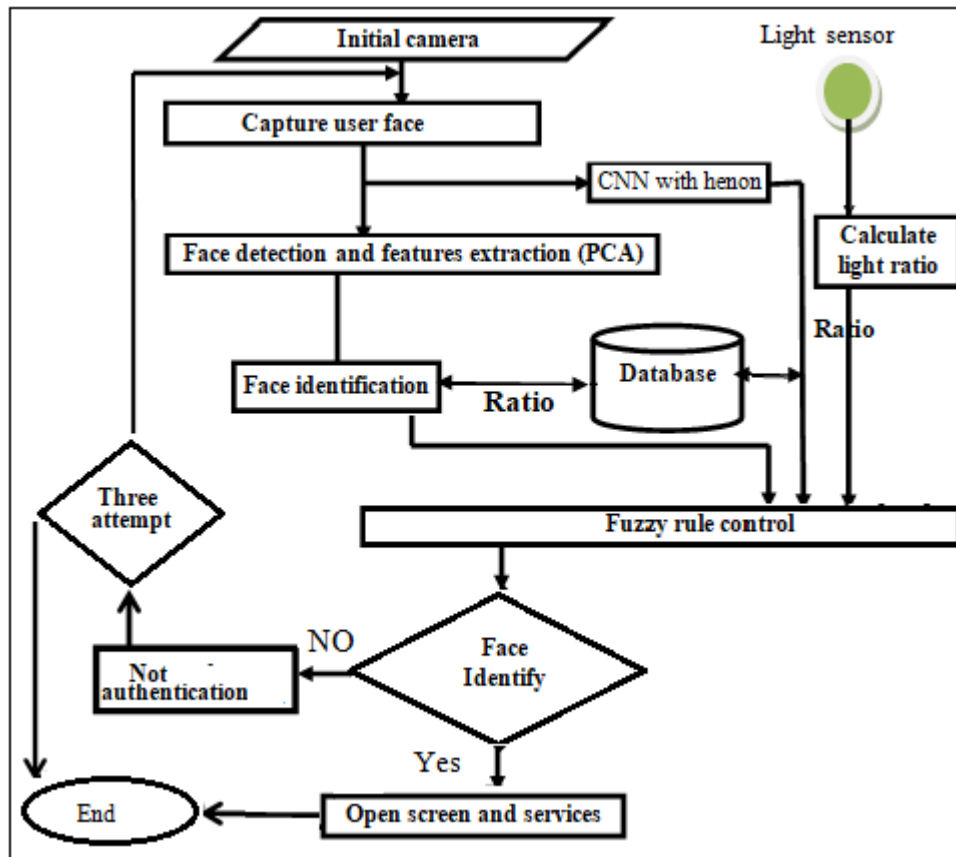 Initial camera
Light sensor
Capture user face
CNN with henon
Face detection and features extraction (PCA)
Calculate
light ratio
Ratio
Database
Face identification
Ratio
Three
attempt
Fuzzy rule control
NO
Face
Identify
Not
authentication
Yes
End
Open screen and services